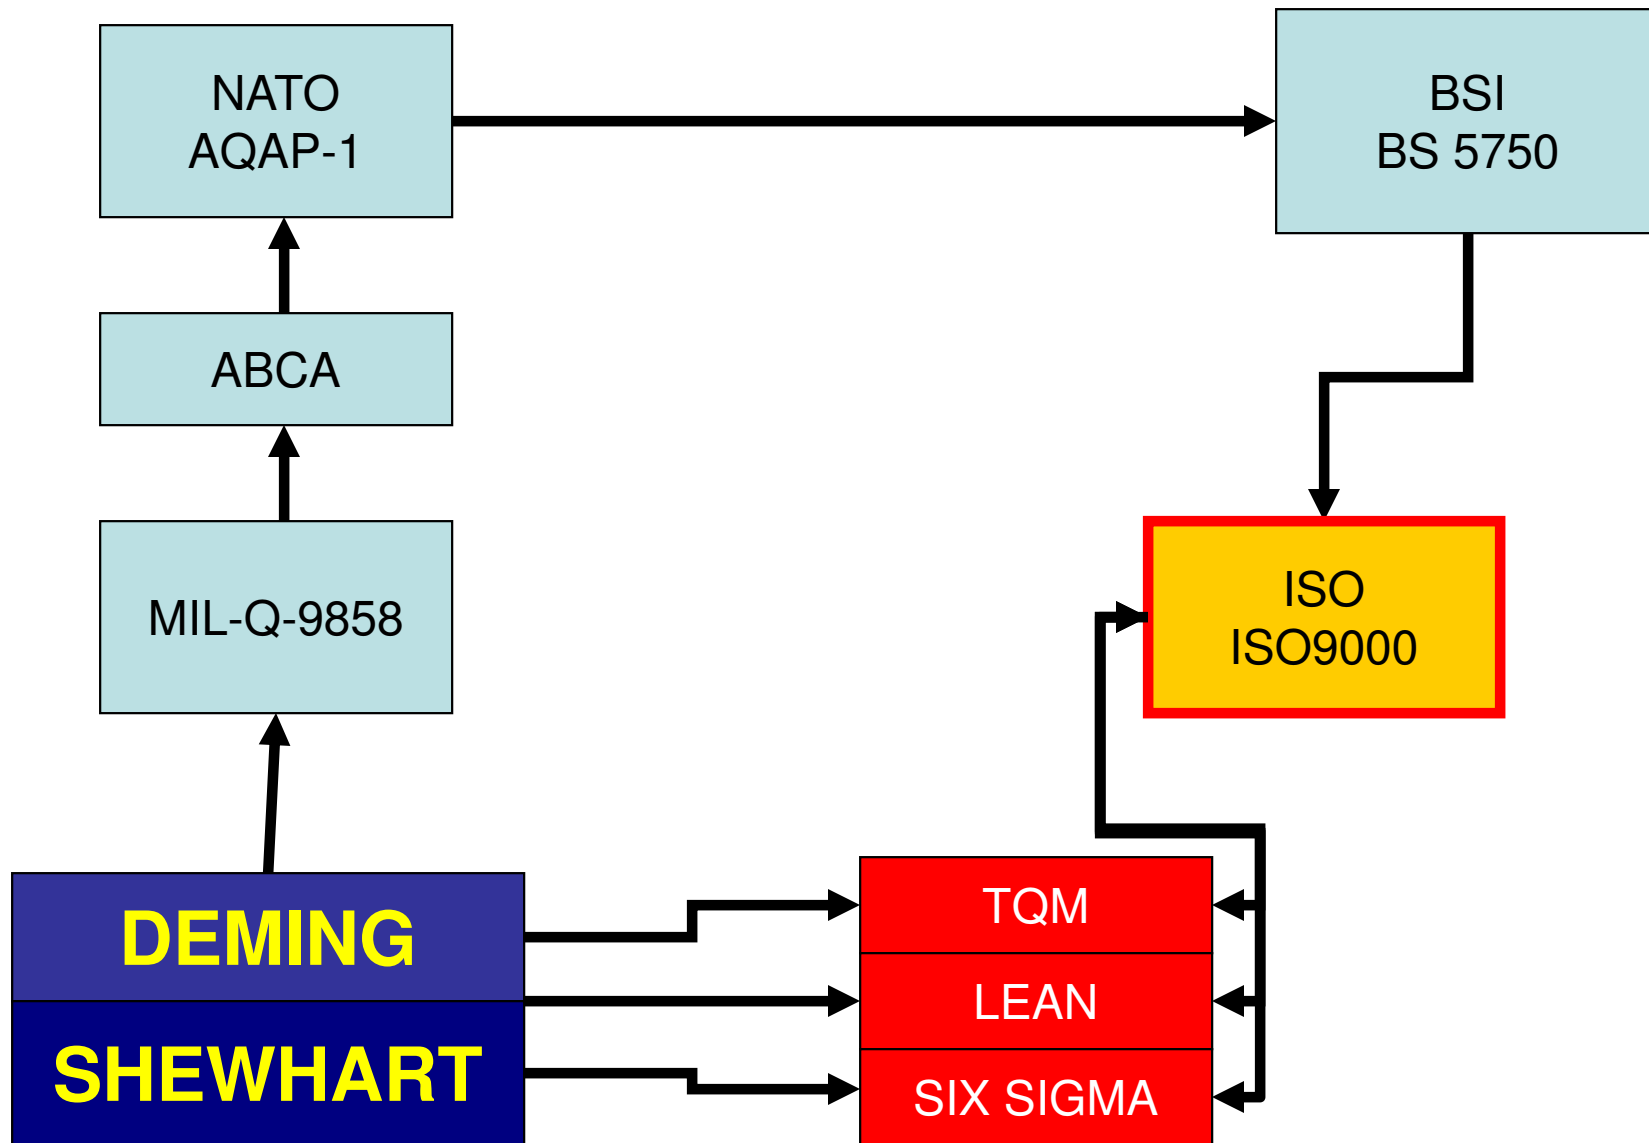 NATO
AQAP-1
BSI
BS 5750
ABCA
MIL-Q-9858
ISO
ISO9000
DEMING
SHEWHART
TQM
LEAN
SIX SIGMA